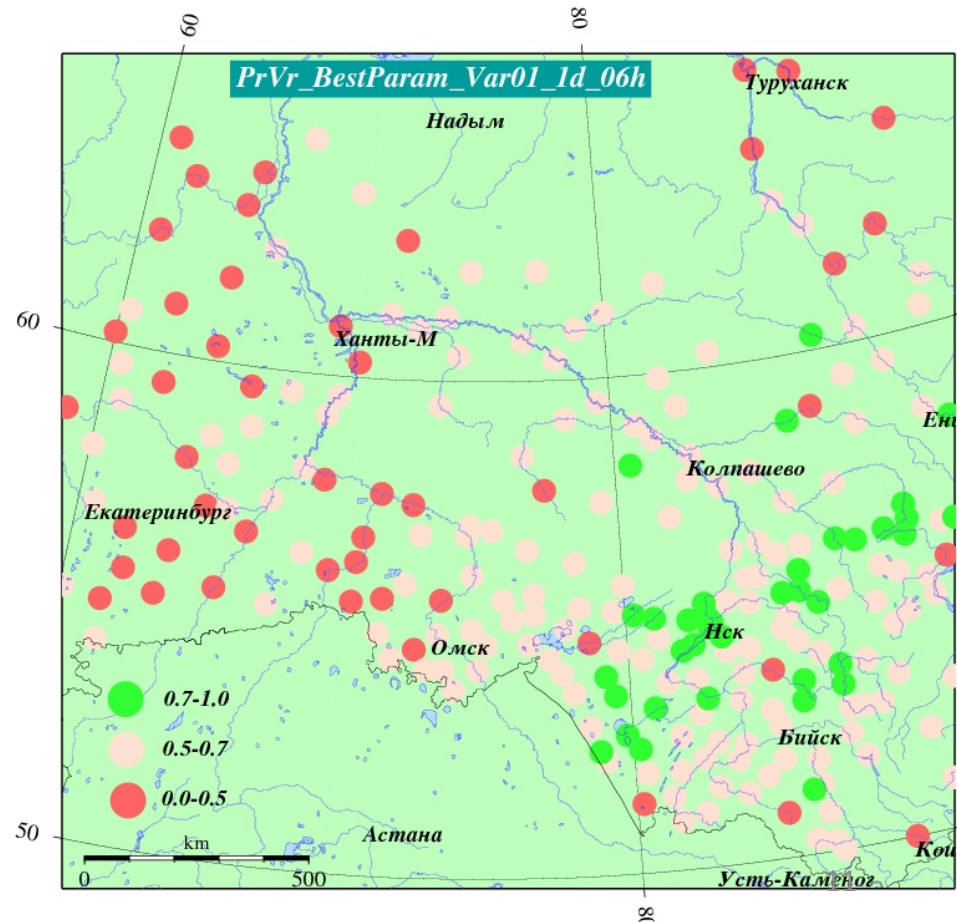 60
80
PrVr_BestParam_Var01_1d_06h
Туруханск
Надым
60
Ханты-М
Ени
Колпашево
Екатеринбург
Нск
Омск
0.7-1.0
0.5-0.7
Бийск
0.0-0.5
50
Астана
km
Кош
0
500
Усть-Каменог
11
80